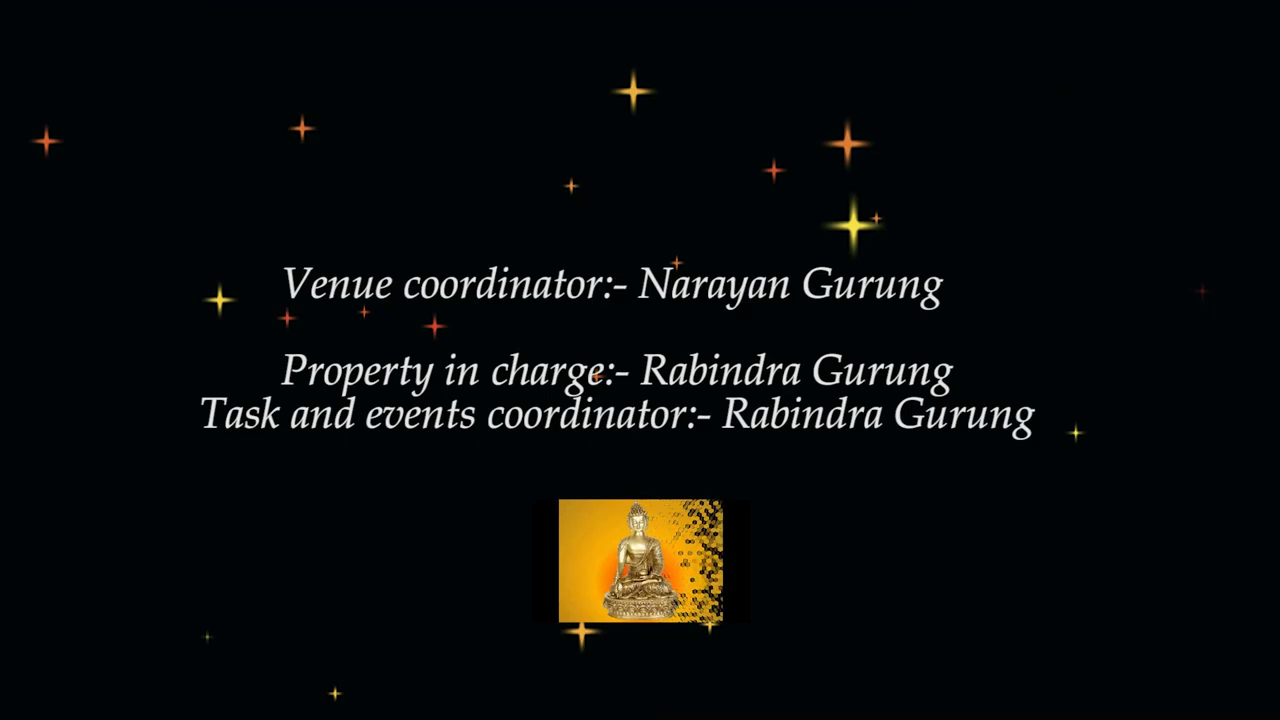 Venue coordinator:- Narayan Gurung
Property in charge:- Rabindra Gurung
Task and events coordinator:- Rabindra Gurung